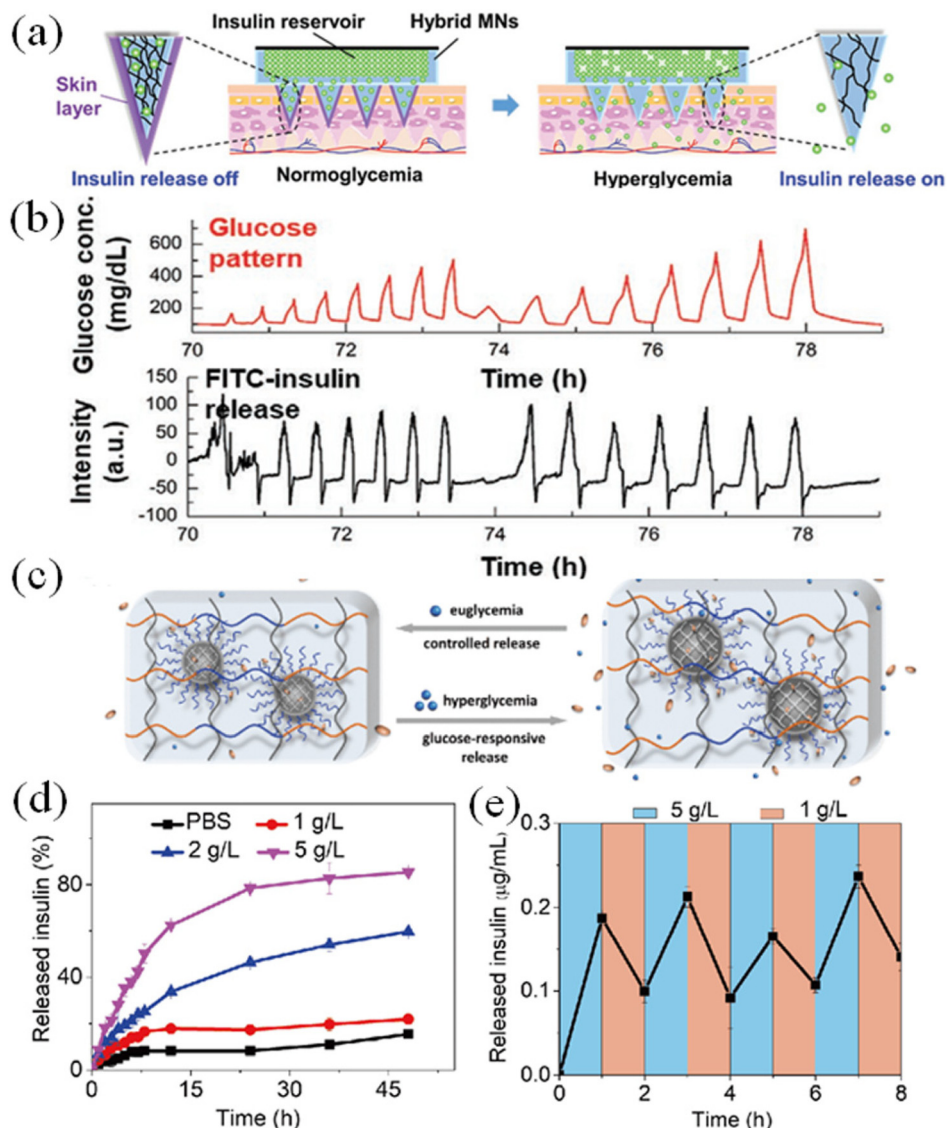 (a)
Insulin reservoir
Hybrid MNs
Skin
layer
Insulin release off
Normoglycemia
Hyperglycemia
Insulin release on
(b)
Glucose conc.
(mg/dL)
Glucose
pattern
600
400
200
70
72
74
76
78
Time (h)
Intensity
(a.u.)
FITC-insulin
release
150
100
50
0
-50
-100
70
72
74
76
78
Time (h)
(c)
euglycemia
controlled release
hyperglycemia
glucose-responsive
release
(d)
Released insulin (%)
PBS
1 g/L
2 g/L
5 g/L
80
40
0
0
15
30
45
Time (h)
(e)
5 g/L
1 g/L
Released insulin (μg/mL)
0.3
0.2
0.1
0.0
0
2
4
6
8
Time (h)